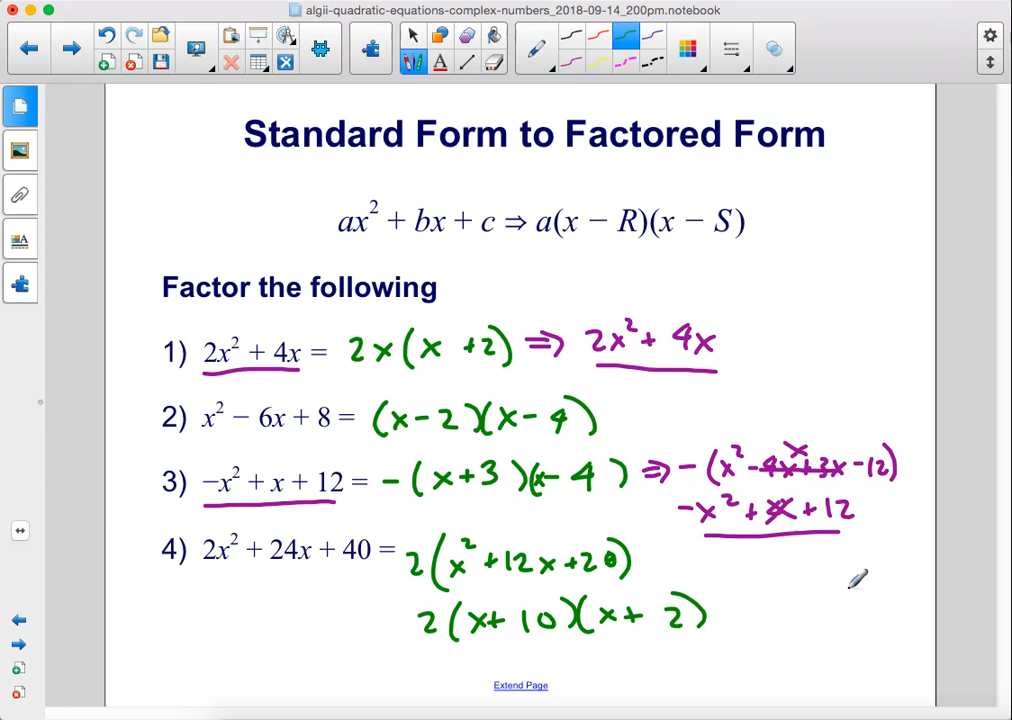 algii-quadratic-equations-complex-numbers_2018-09-14_200pm.notebook
Standard Form to Factored Form
ax² + bx + c ⇒ a(x − R)(x − S)
Factor the following
1) 2x² + 4x = 2x(x +2) ⇒ 2x² + 4x
2) x² − 6x + 8 = (x-2)(x-4)
3) −x² + x + 12 = -(x+3)(x-4) ⇒ -(x² -4x+3x -12)
x
-x² + x + 12
4) 2x² + 24x + 40 = 2(x²+12x+20)
2(x+10)(x+2)
Extend Page